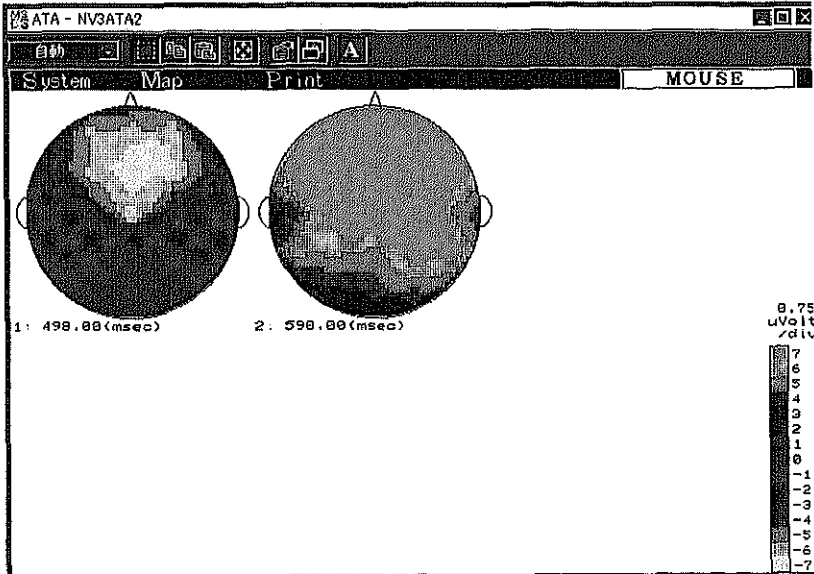 ATA - NV3ATA2
自動
A
System Map Print MOUSE
1: 498.00(msec) 2: 590.00(msec)
0.75
uVolt
/div
7
6
5
4
3
2
1
0
-1
-2
-3
-4
-5
-6
-7